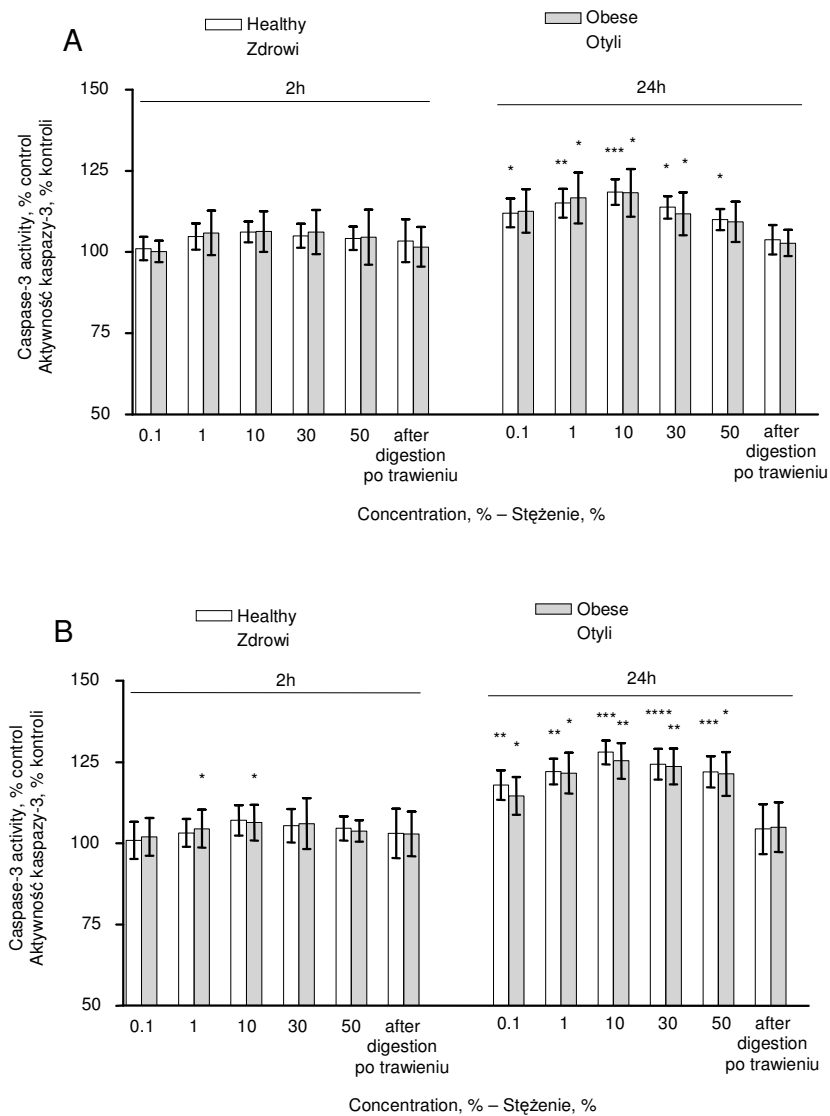 A
Healthy
Zdrowi
Obese
Otyli
2h
24h
Caspase-3 activity, % control
Aktywność kaspazy-3, % kontroli
150
125
100
75
50
* ** * *** * * * *
0.1 1 10 30 50 after digestion po trawieniu
0.1 1 10 30 50 after digestion po trawieniu
Concentration, % – Stężenie, %
B
Healthy
Zdrowi
Obese
Otyli
2h
24h
Caspase-3 activity, % control
Aktywność kaspazy-3, % kontroli
150
125
100
75
50
* *
** * ** * *** ** **** ** *** *
0.1 1 10 30 50 after digestion po trawieniu
0.1 1 10 30 50 after digestion po trawieniu
Concentration, % – Stężenie, %